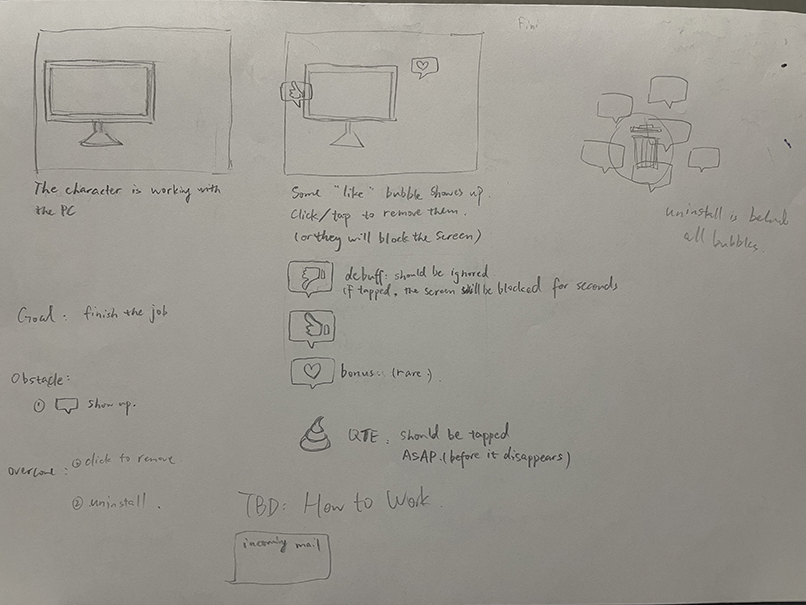 Fini
The character is working with
the PC
Some "like" bubble shows up.
Click/tap to remove them.
(or they will block the screen)
uninstall is behind
all bubbles.
debuff: should be ignored
if tapped, the screen will be blocked for seconds
Goal: finish the job
bonus: (rare.)
Obstacle:
① show up.
QTE: should be tapped
ASAP. (before it disappears)
overcome: ① click to remove
② uninstall.
TBD: How to Work
incoming mail